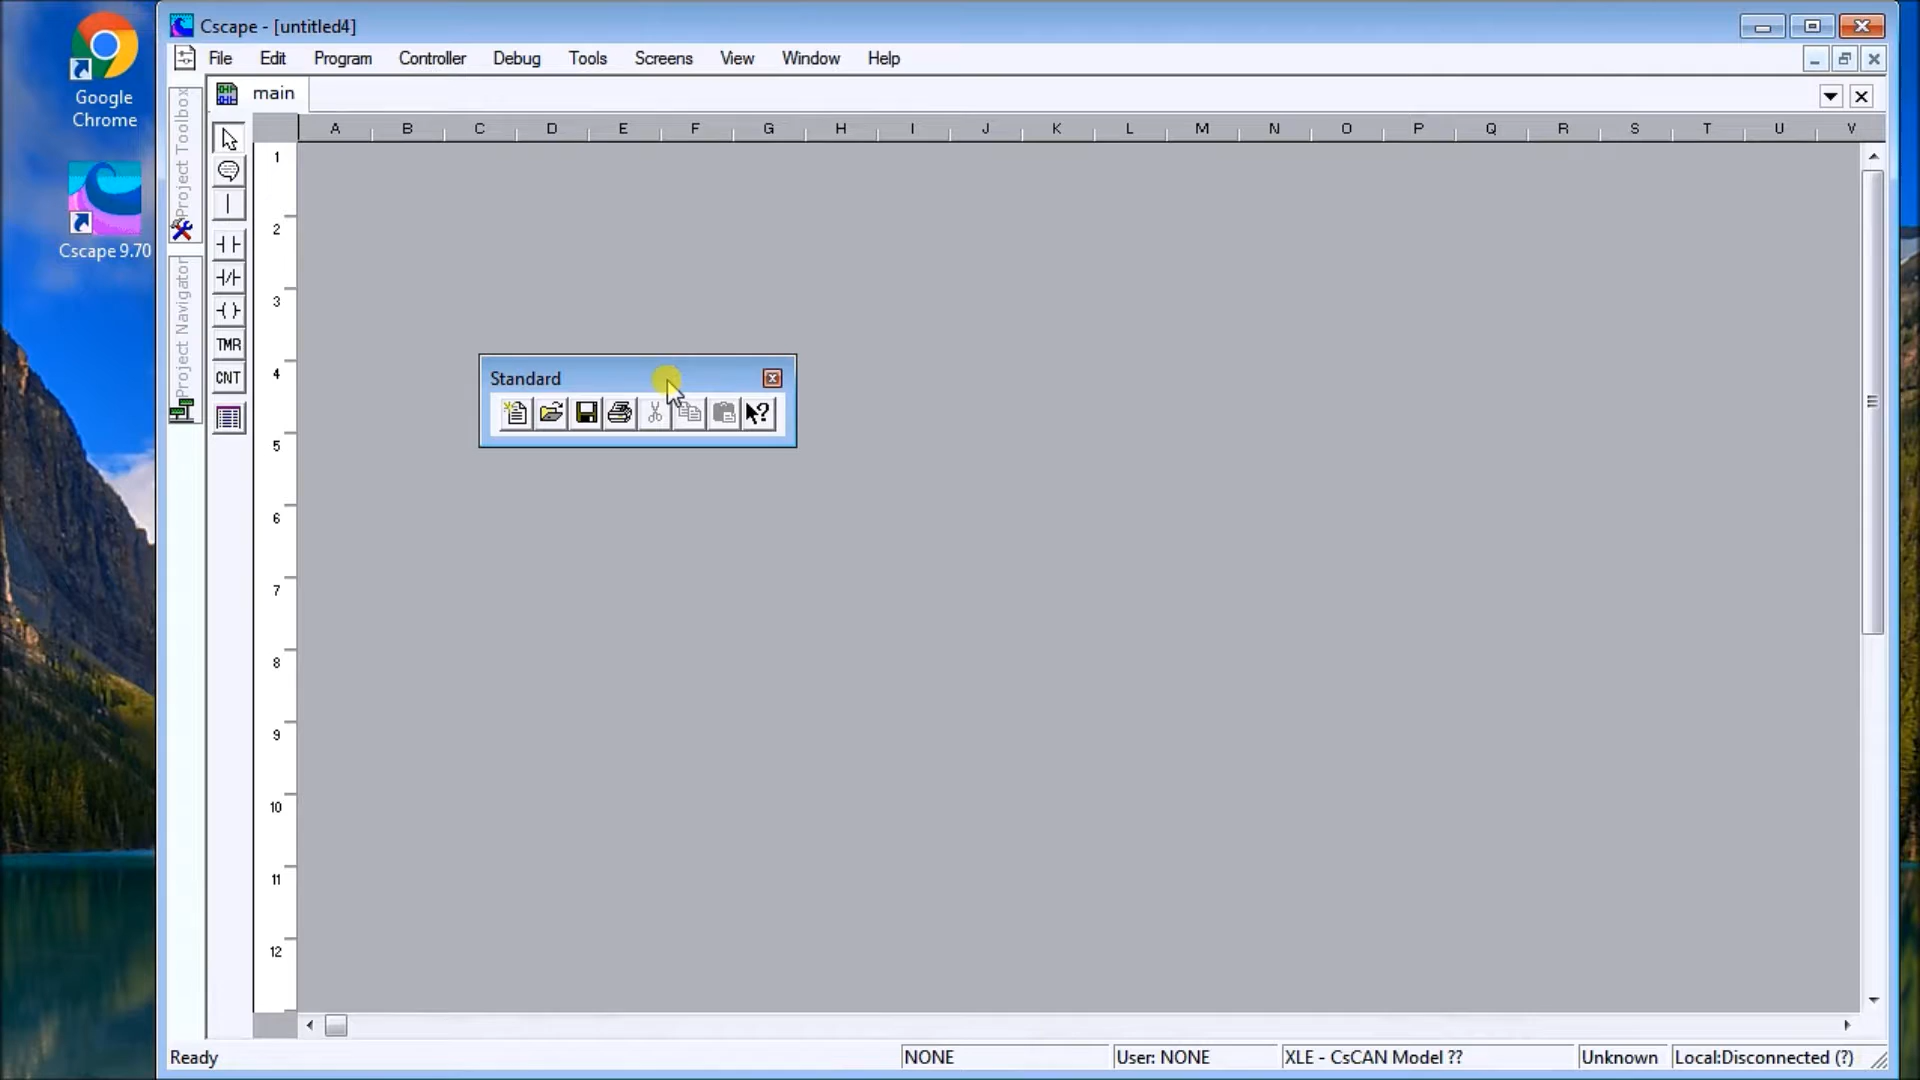 Cscape - [untitled4]
File Edit Program Controller Debug Tools Screens View Window Help
Google
Chrome
Cscape 9.70
Project Toolbox
Project Navigator
main
A B C D E F G H I J K L M N O P Q R S T U V
1
2
3
4
5
6
7
8
9
10
11
12
TMR
CNT
Standard
Ready NONE User: NONE XLE - CsCAN Model ?? Unknown Local:Disconnected (?)